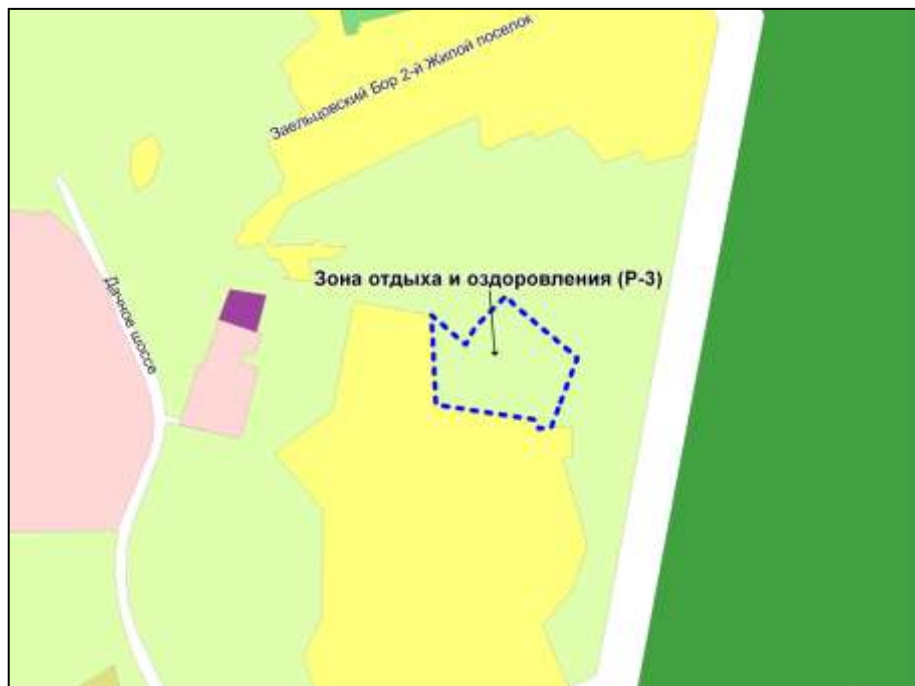 Заельцовский Бор 2-й Жилой поселок
Зона отдыха и оздоровления (Р-3)
Дачное шоссе